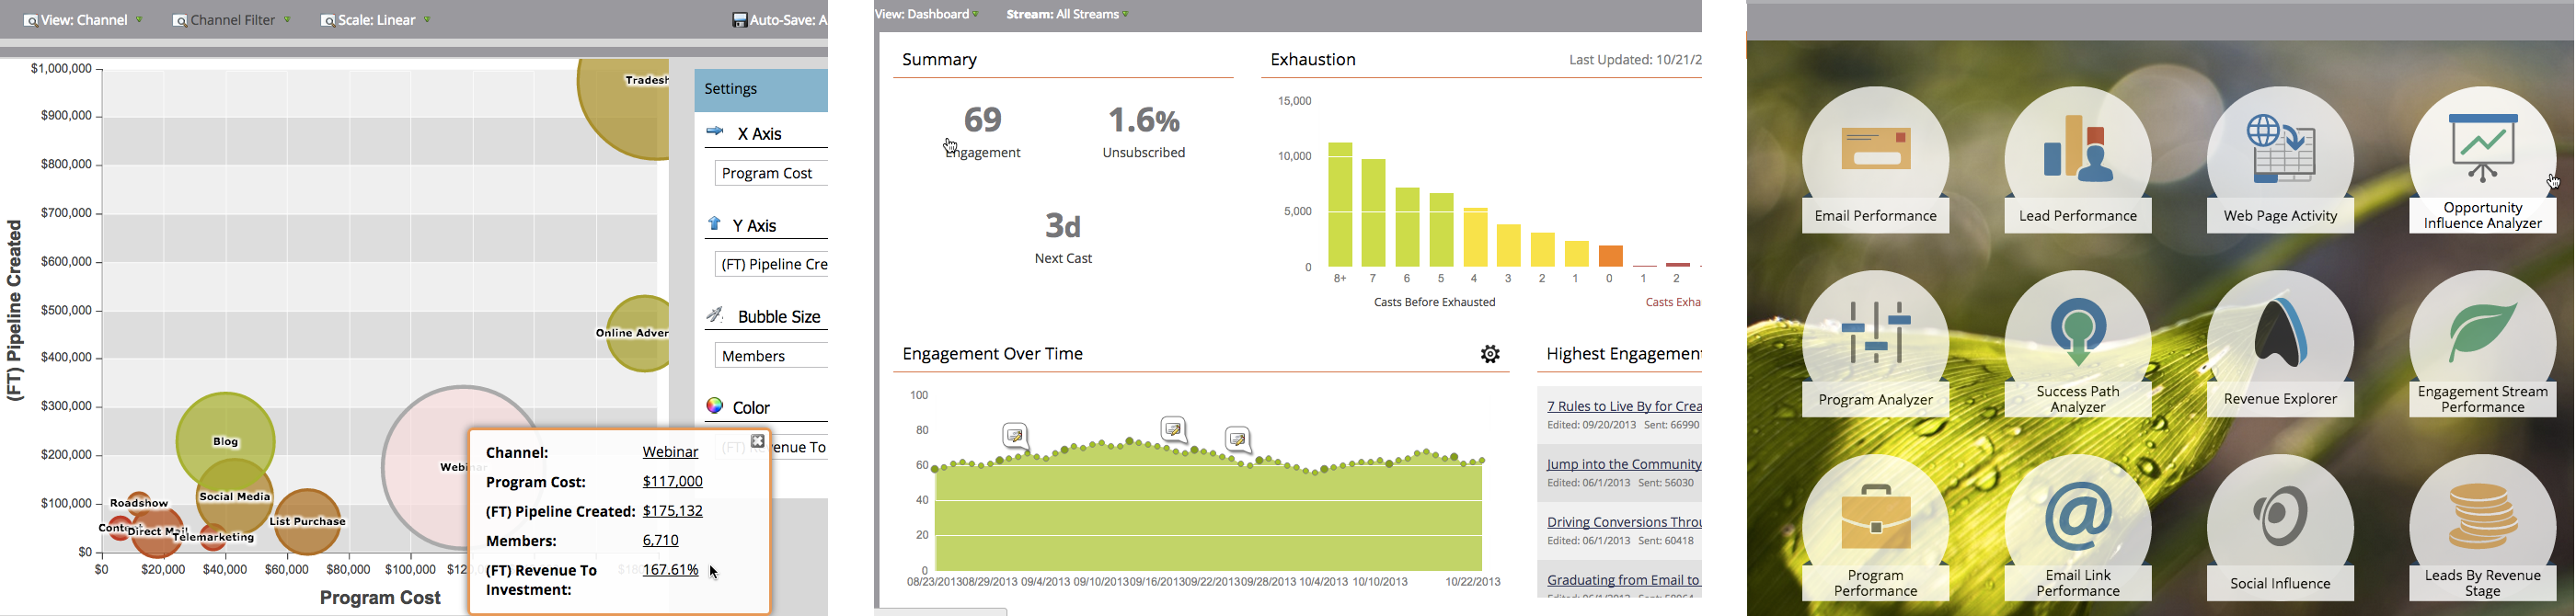 View: Channel
Channel Filter
Scale: Linear
Auto-Save: A
$1,000,000
$900,000
$800,000
$700,000
$600,000
$500,000
$400,000
$300,000
$200,000
$100,000
$0
(FT) Pipeline Created
Tradesh
Online Adver
Blog
Webinar
Social Media
Roadshow
List Purchase
Direct Mail
Telemarketing
$0 $20,000 $40,000 $60,000 $80,000 $100,000
Program Cost
Settings
X Axis
Program Cost
Y Axis
(FT) Pipeline Cre
Bubble Size
Members
Color
Channel: Webinar
Program Cost: $117,000
(FT) Pipeline Created: $175,132
Members: 6,710
(FT) Revenue To 167.61%
Investment:
View: Dashboard
Stream: All Streams
Summary
69
Engagement
1.6%
Unsubscribed
3d
Next Cast
Exhaustion
Last Updated: 10/21/2
15,000
10,000
5,000
0
8+ 7 6 5 4 3 2 1 0 1 2
Casts Before Exhausted
Casts Exha
Engagement Over Time
100
80
60
40
20
0
08/23/2013 08/29/2013 09/4/2013 09/10/2013 09/16/2013 09/22/2013 09/28/2013 10/4/2013 10/10/2013 10/22/2013
Highest Engagement
7 Rules to Live By for Crea
Edited: 09/20/2013 Sent: 66990
Jump into the Community
Edited: 06/1/2013 Sent: 56030
Driving Conversions Throu
Edited: 06/1/2013 Sent: 60418
Graduating from Email to
Email Performance
Lead Performance
Web Page Activity
Opportunity
Influence Analyzer
Program Analyzer
Success Path
Analyzer
Revenue Explorer
Engagement Stream
Performance
Program
Performance
Email Link
Performance
Social Influence
Leads By Revenue
Stage